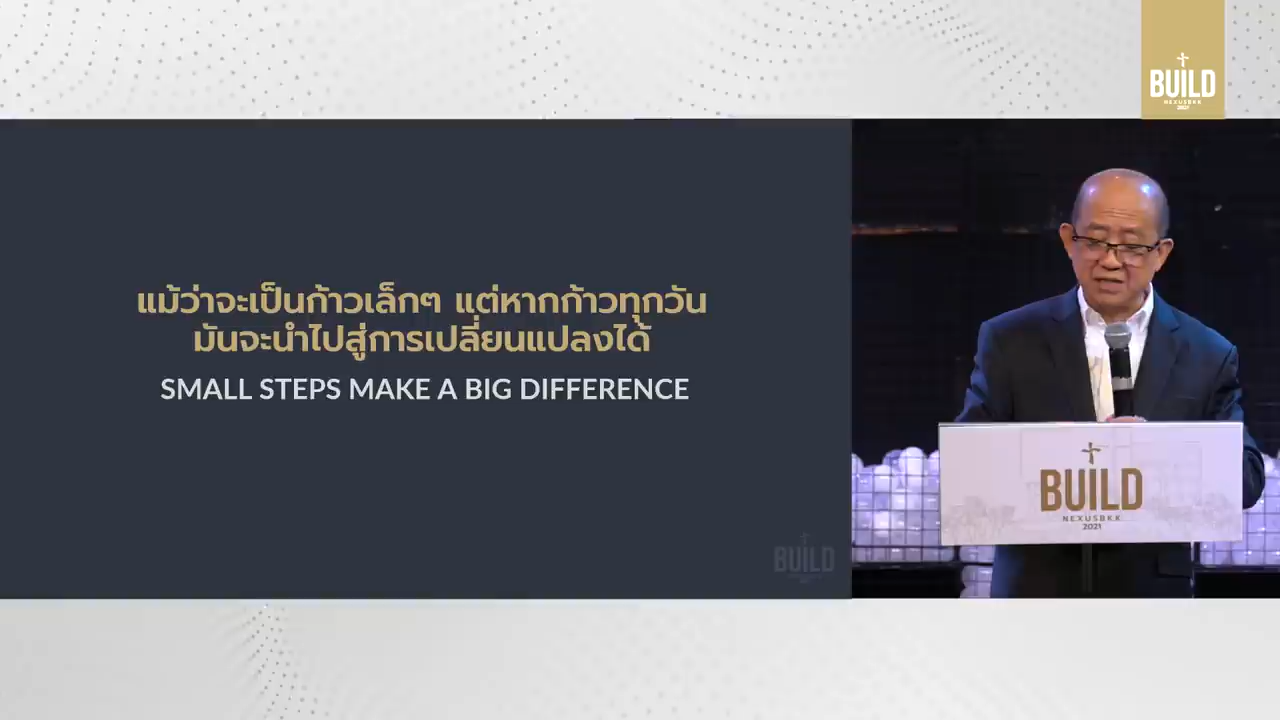 BUILD
NEXUSBKK
2021
แม้ว่าจะเป็นก้าวเล็กๆ แต่หากก้าวทุกวัน
มันจะนำไปสู่การเปลี่ยนแปลงได้
SMALL STEPS MAKE A BIG DIFFERENCE
BUILD
BUILD
NEXUSBKK
2021